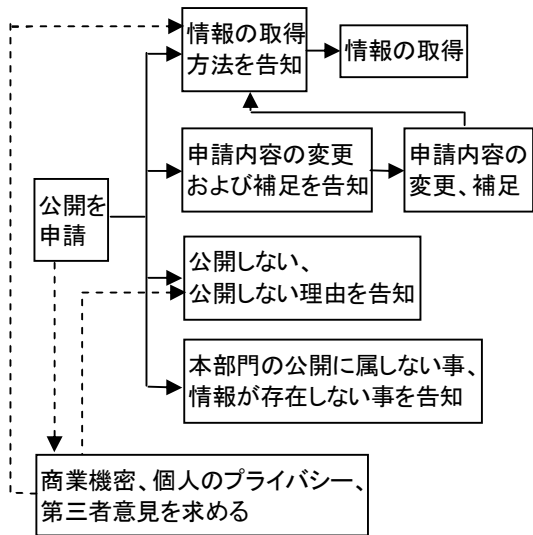 情報の取得
方法を告知
情報の取得
申請内容の変更
および補足を告知
申請内容の
変更、補足
公開を
申請
公開しない、
公開しない理由を告知
本部門の公開に属しない事、
情報が存在しない事を告知
商業機密、個人のプライバシー、
第三者意見を求める